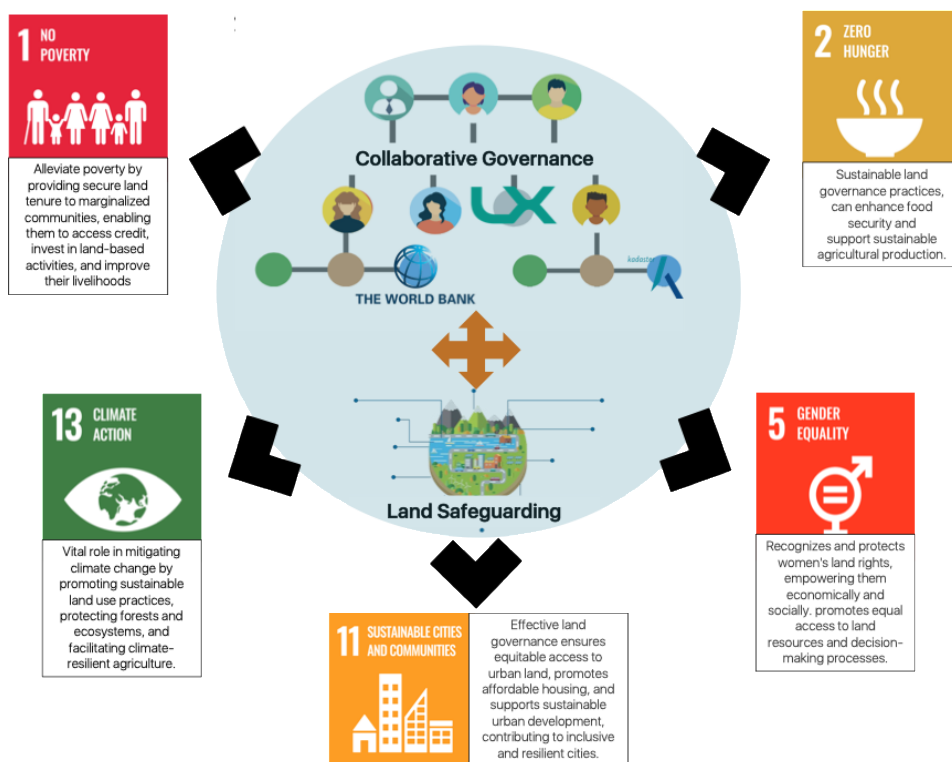 1 NO
POVERTY
Alleviate poverty by
providing secure land
tenure to marginalized
communities, enabling
them to access credit,
invest in land-based
activities, and improve
their livelihoods
2 ZERO
HUNGER
Sustainable land
governance practices,
can enhance food
security and
support sustainable
agricultural production.
Collaborative Governance
UX
kadaster
THE WORLD BANK
Land Safeguarding
13 CLIMATE
ACTION
Vital role in mitigating
climate change by
promoting sustainable
land use practices,
protecting forests and
ecosystems, and
facilitating climate-
resilient agriculture.
5 GENDER
EQUALITY
Recognizes and protects
women's land rights,
empowering them
economically and
socially. promotes equal
access to land
resources and decision-
making processes.
11 SUSTAINABLE CITIES
AND COMMUNITIES
Effective land
governance ensures
equitable access to
urban land, promotes
affordable housing, and
supports sustainable
urban development,
contributing to inclusive
and resilient cities.